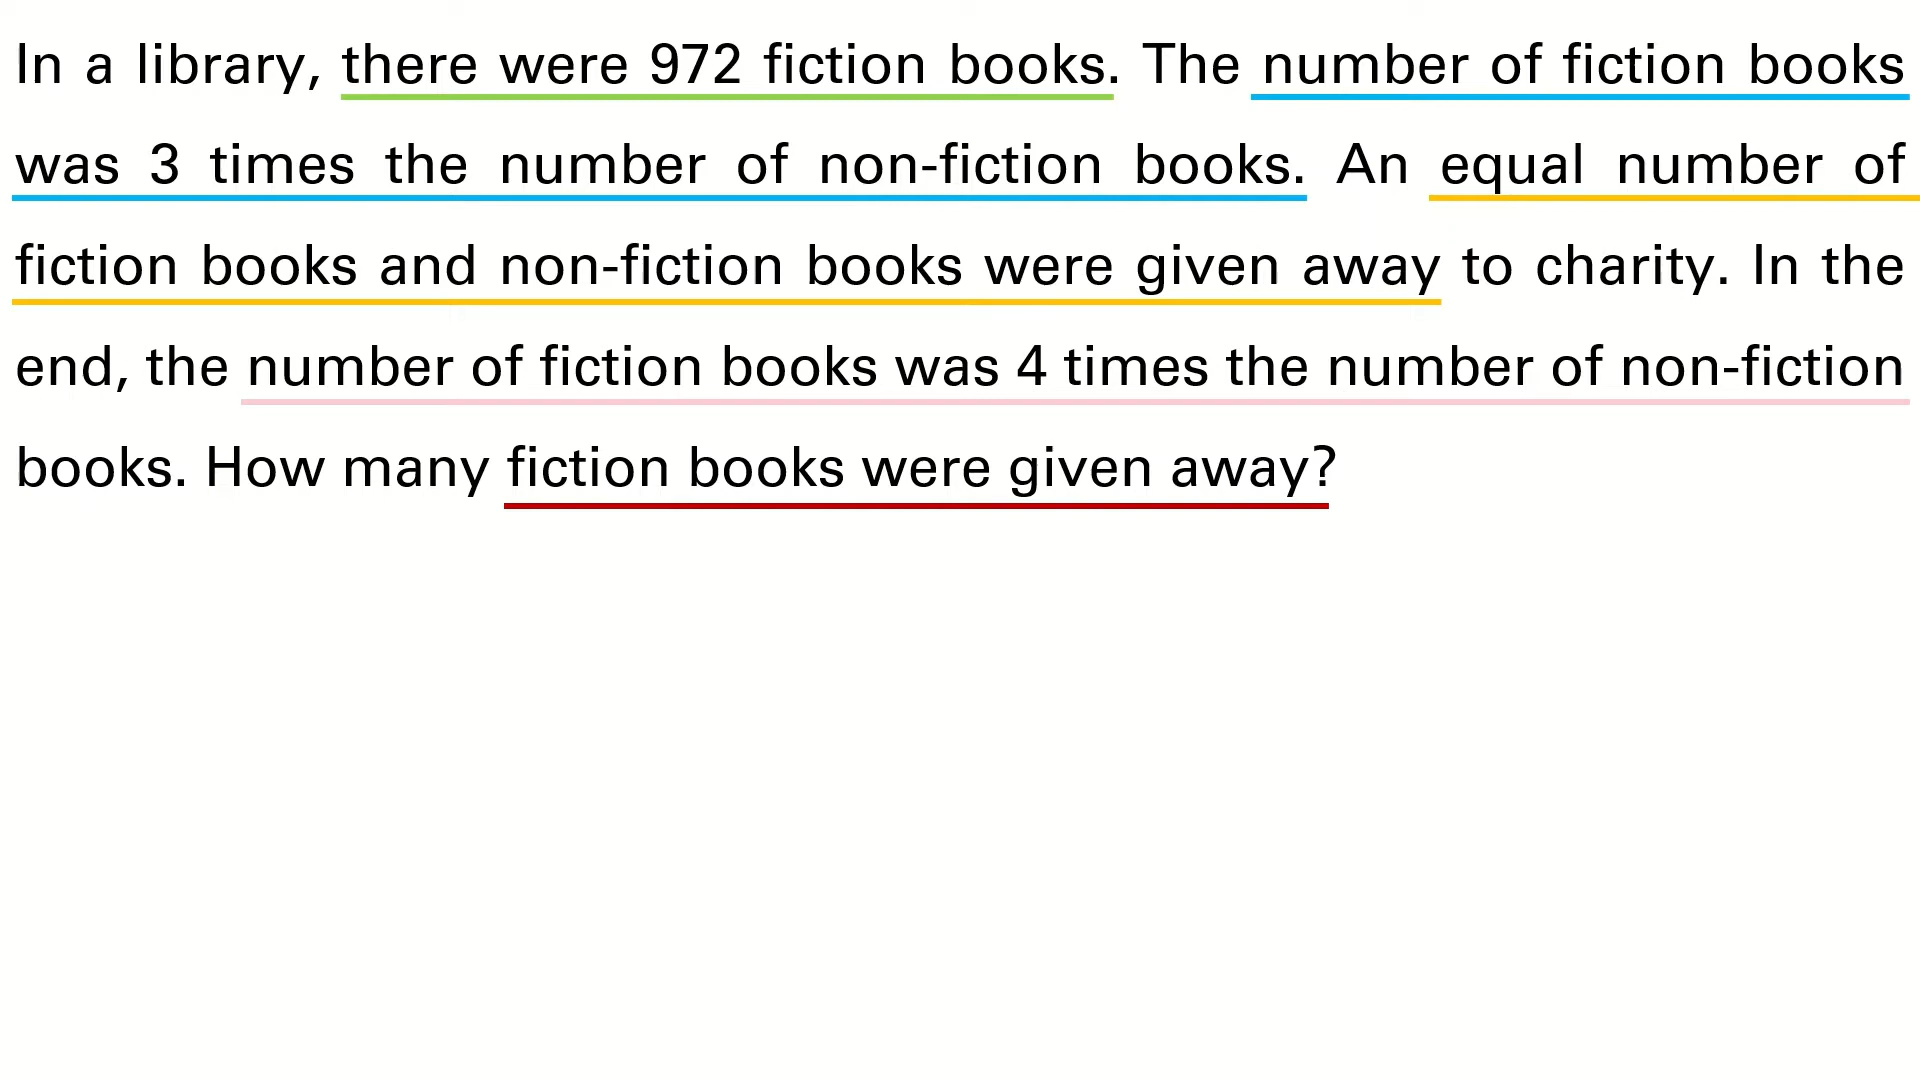 In a library, there were 972 fiction books. The number of fiction books
was 3 times the number of non-fiction books. An equal number of
fiction books and non-fiction books were given away to charity. In the
end, the number of fiction books was 4 times the number of non-fiction
books. How many fiction books were given away?